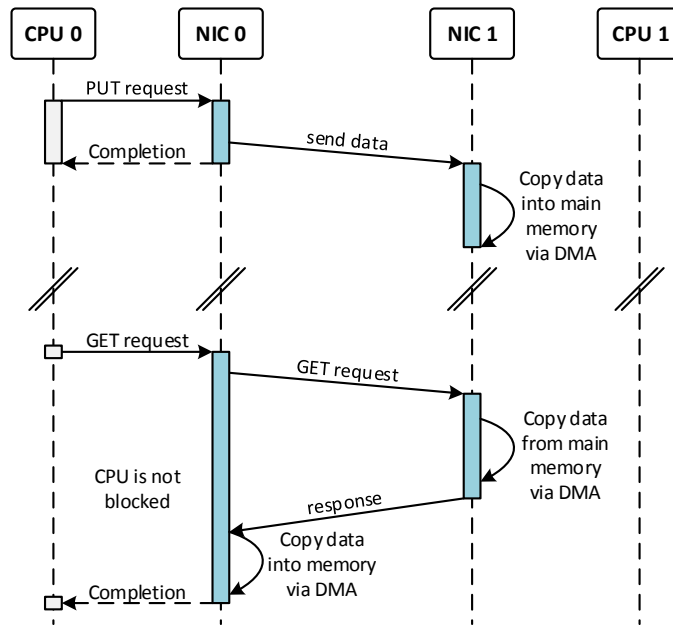 CPU 0
NIC 0
NIC 1
CPU 1
PUT request
send data
Completion
Copy data
into main
memory
via DMA
GET request
GET request
Copy data
from main
memory
via DMA
CPU is not
blocked
response
Copy data
into memory
via DMA
Completion